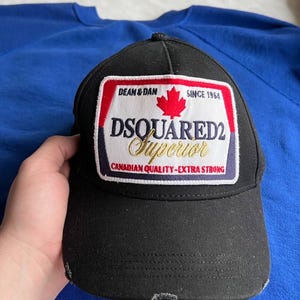 DEAN & DAN SINCE 1964
DSQUARED2
Superior
CANADIAN QUALITY-EXTRA STRONG